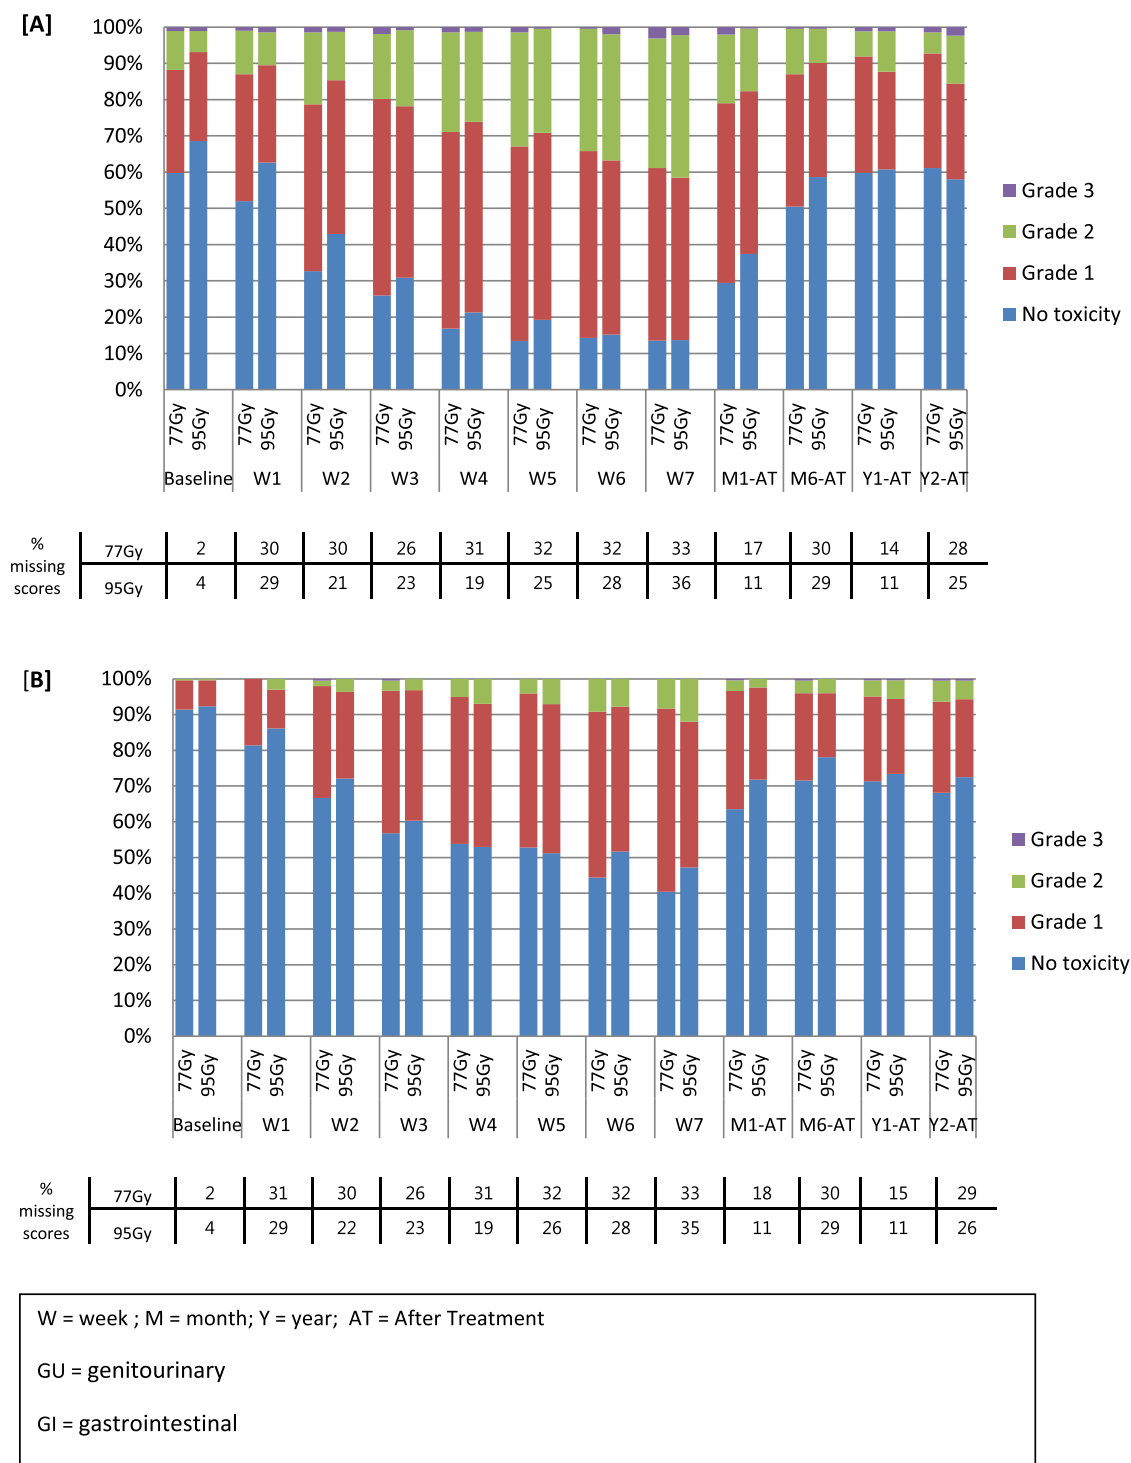 [A]
100%
90%
80%
70%
60%
50%
40%
30%
20%
10%
0%
Grade 3
Grade 2
Grade 1
No toxicity
77Gy 95Gy 77Gy 95Gy 77Gy 95Gy 77Gy 95Gy 77Gy 95Gy 77Gy 95Gy 77Gy 95Gy 77Gy 95Gy 77Gy 95Gy 77Gy 95Gy 77Gy 95Gy 77Gy 95Gy
Baseline W1 W2 W3 W4 W5 W6 W7 M1-AT M6-AT Y1-AT Y2-AT
% missing scores
77Gy 2 30 30 26 31 32 32 33 17 30 14 28
95Gy 4 29 21 23 19 25 28 36 11 29 11 25
[B]
100%
90%
80%
70%
60%
50%
40%
30%
20%
10%
0%
Grade 3
Grade 2
Grade 1
No toxicity
77Gy 95Gy 77Gy 95Gy 77Gy 95Gy 77Gy 95Gy 77Gy 95Gy 77Gy 95Gy 77Gy 95Gy 77Gy 95Gy 77Gy 95Gy 77Gy 95Gy 77Gy 95Gy 77Gy 95Gy
Baseline W1 W2 W3 W4 W5 W6 W7 M1-AT M6-AT Y1-AT Y2-AT
% missing scores
77Gy 2 31 30 26 31 32 32 33 18 30 15 29
95Gy 4 29 22 23 19 26 28 35 11 29 11 26
W = week ; M = month; Y = year; AT = After Treatment
GU = genitourinary
GI = gastrointestinal